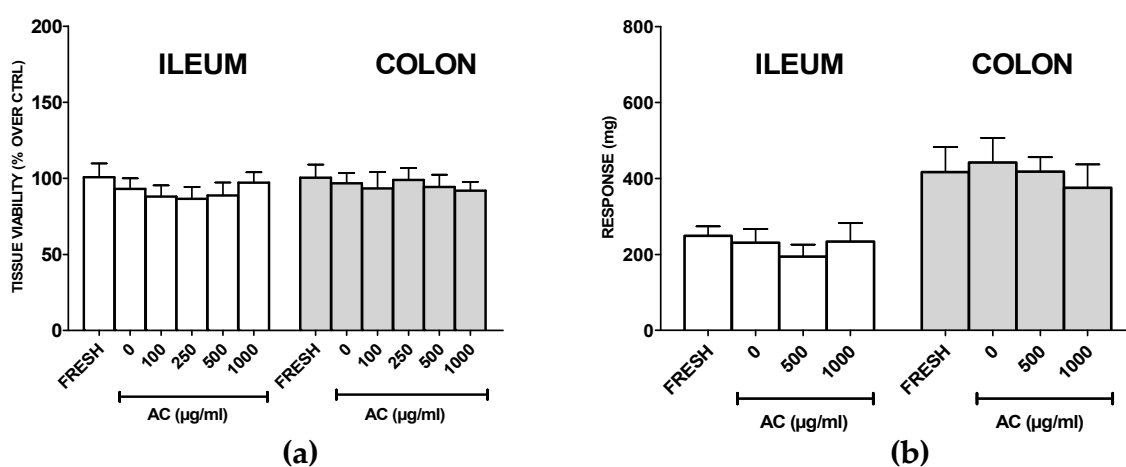 ILEUM COLON
TISSUE VIABILITY (% OVER CTRL)
200
150
100
50
0
FRESH 0 100 250 500 1000 FRESH 0 100 250 500 1000
AC (µg/ml) AC (µg/ml)
(a)
ILEUM COLON
RESPONSE (mg)
800
600
400
200
0
FRESH 0 500 1000 FRESH 0 500 1000
AC (µg/ml) AC (µg/ml)
(b)